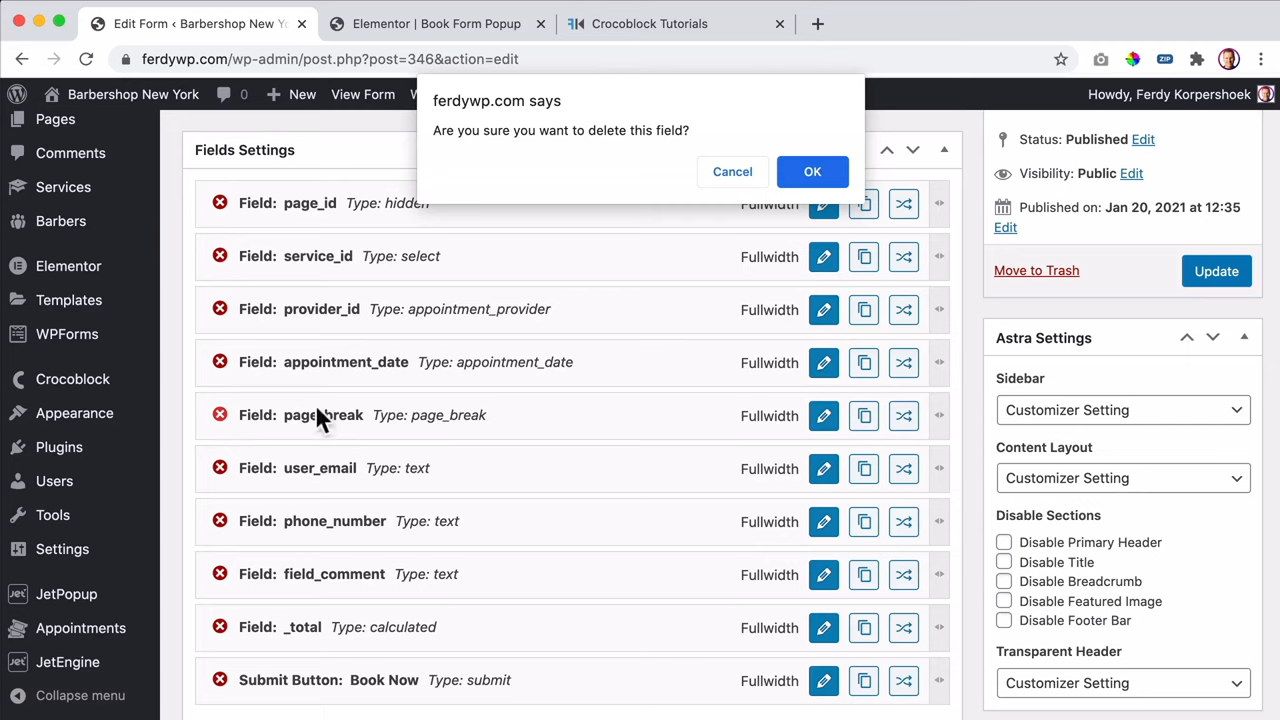 Edit Form ‹ Barbershop New Yo
Elementor | Book Form Popup
Crocoblock Tutorials
ferdywp.com/wp-admin/post.php?post=346&action=edit
ZIP
Barbershop New York
0
New
View Form
Howdy, Ferdy Korpershoek
ferdywp.com says
Are you sure you want to delete this field?
Cancel
OK
Pages
Comments
Services
Barbers
Elementor
Templates
WPForms
Crocoblock
Appearance
Plugins
Users
Tools
Settings
JetPopup
Appointments
JetEngine
Collapse menu
Fields Settings
Field: page_id Type: hidden Fullwidth
Field: service_id Type: select Fullwidth
Field: provider_id Type: appointment_provider Fullwidth
Field: appointment_date Type: appointment_date Fullwidth
Field: page_break Type: page_break Fullwidth
Field: user_email Type: text Fullwidth
Field: phone_number Type: text Fullwidth
Field: field_comment Type: text Fullwidth
Field: _total Type: calculated Fullwidth
Submit Button: Book Now Type: submit Fullwidth
Status: Published Edit
Visibility: Public Edit
Published on: Jan 20, 2021 at 12:35
Edit
Move to Trash
Update
Astra Settings
Sidebar
Customizer Setting
Content Layout
Customizer Setting
Disable Sections
Disable Primary Header
Disable Title
Disable Breadcrumb
Disable Featured Image
Disable Footer Bar
Transparent Header
Customizer Setting